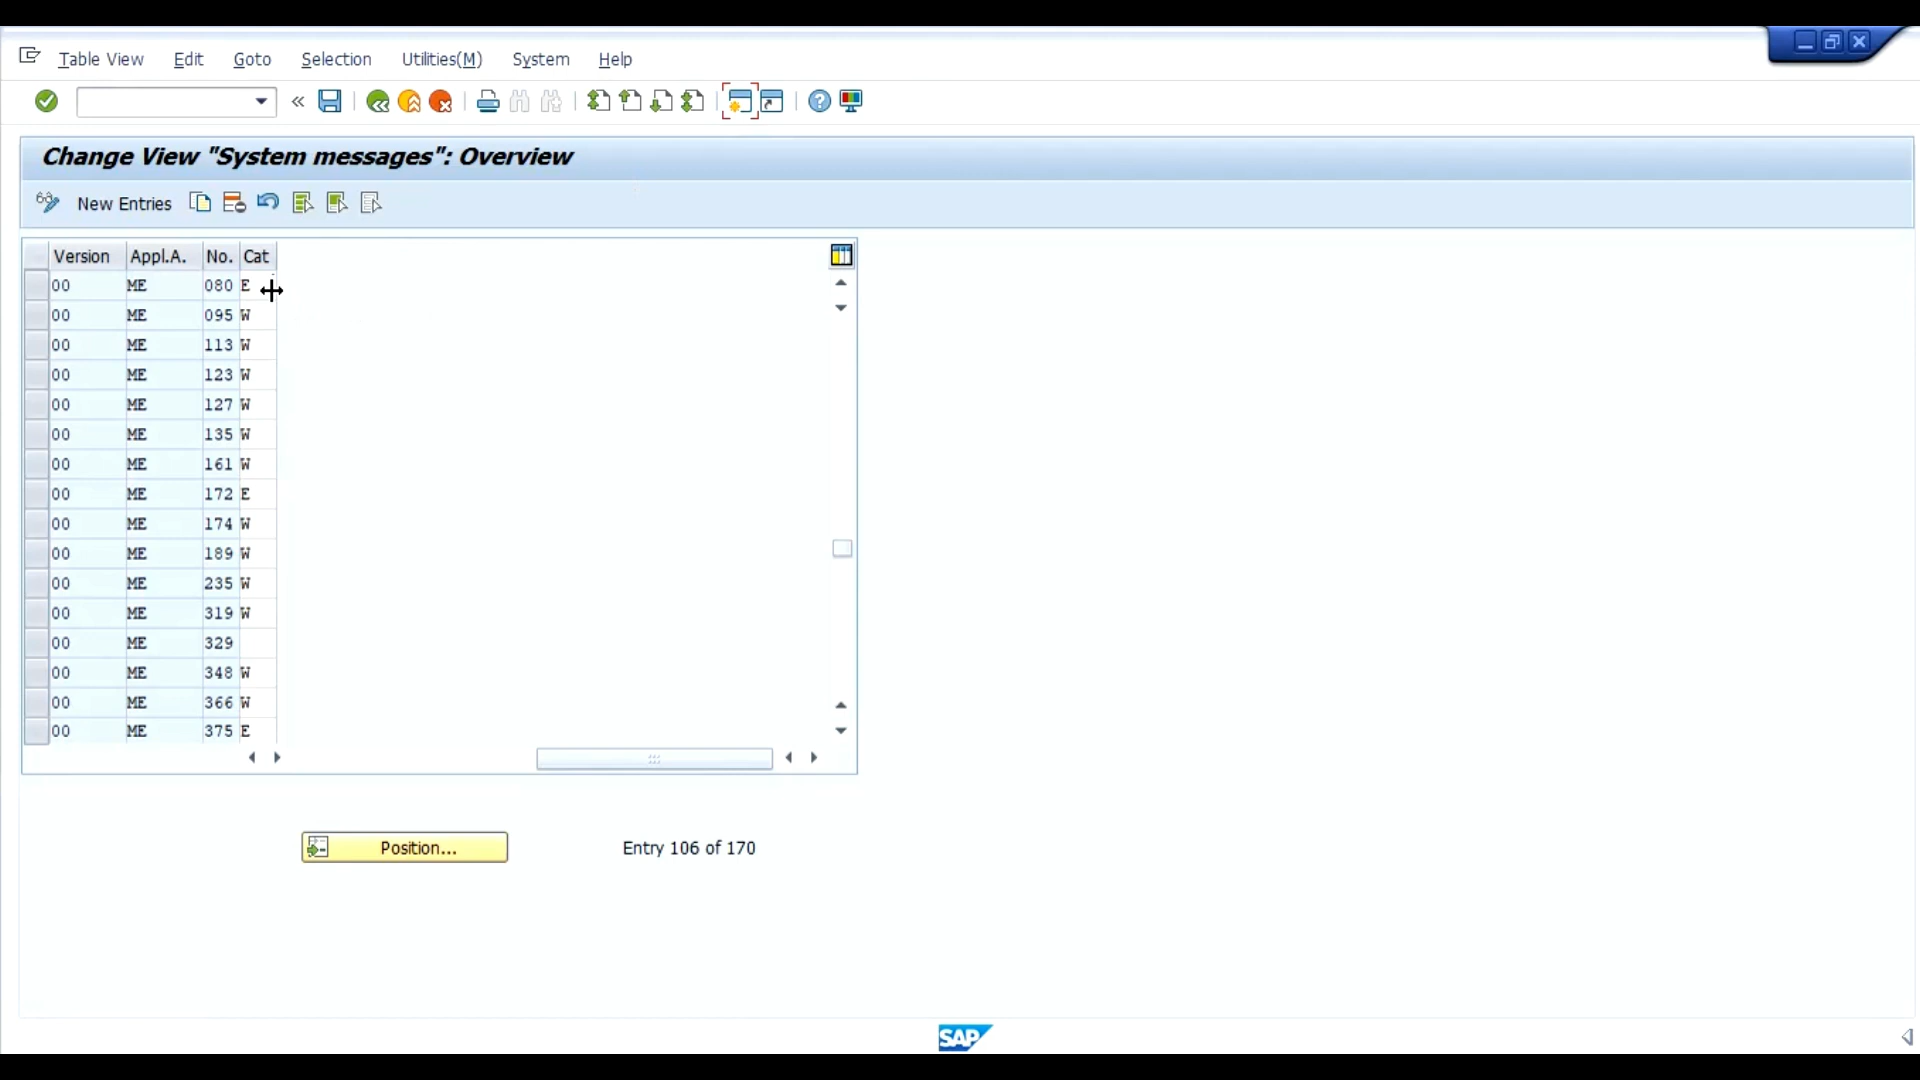 Table View Edit Goto Selection Utilities(M) System Help
Change View "System messages": Overview
New Entries
Version Appl.A. No. Cat
00 ME 080 E
00 ME 095 W
00 ME 113 W
00 ME 123 W
00 ME 127 W
00 ME 135 W
00 ME 161 W
00 ME 172 E
00 ME 174 W
00 ME 189 W
00 ME 235 W
00 ME 319 W
00 ME 329
00 ME 348 W
00 ME 366 W
00 ME 375 E
Position... Entry 106 of 170
SAP